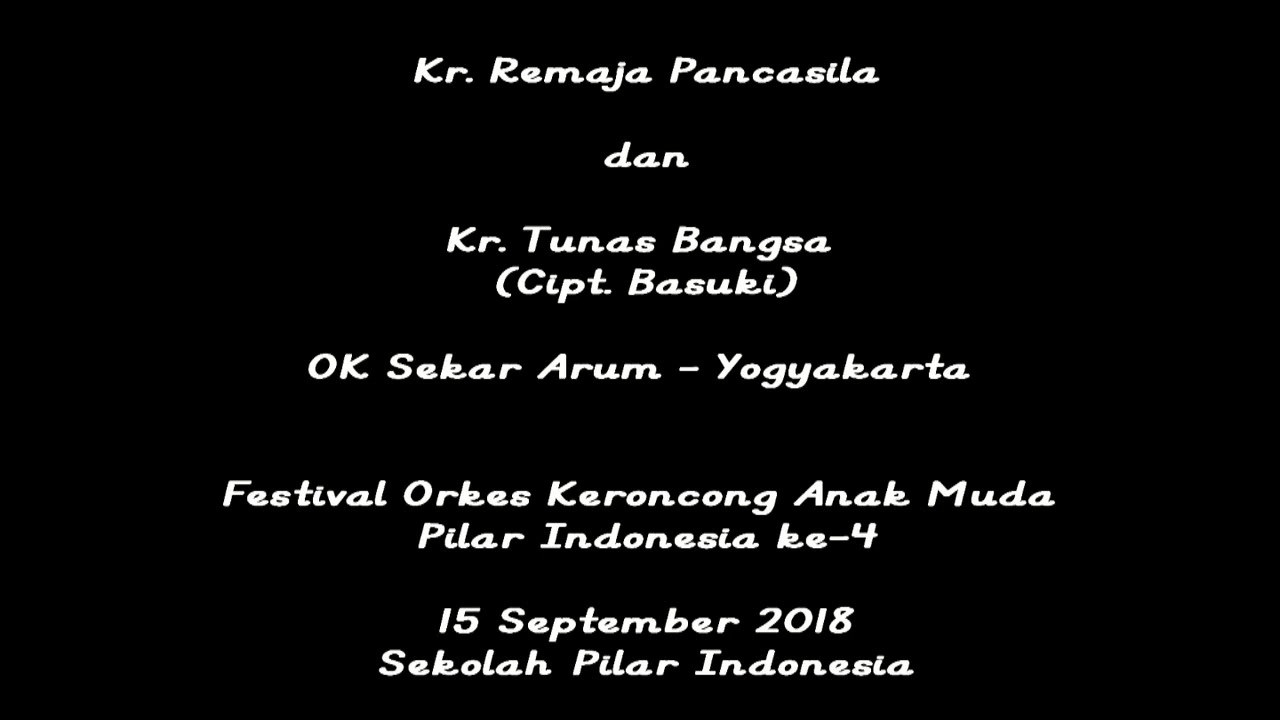 Kr. Remaja Pancasila
dan
Kr. Tunas Bangsa
(Cipt. Basuki)
OK Sekar Arum - Yogyakarta
Festival Orkes Keroncong Anak Muda
Pilar Indonesia ke-4
15 September 2018
Sekolah Pilar Indonesia